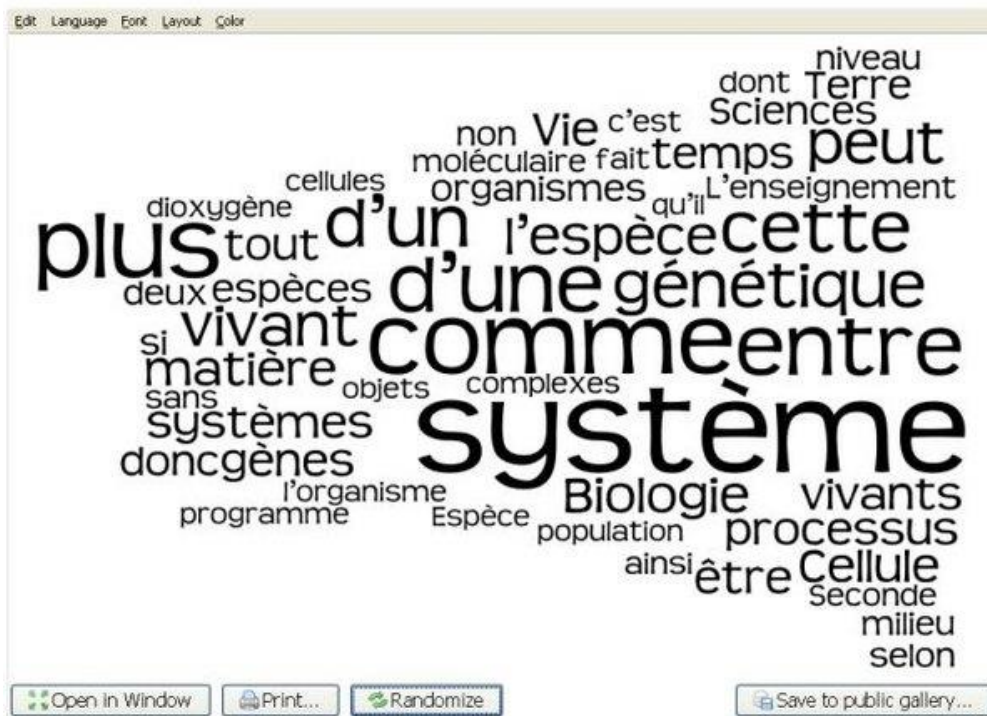 Edit Language Font Layout Color
niveau
dont Terre
Sciences
non Vie c'est peut
moléculaire fait temps
cellules organismes qu'il L'enseignement
dioxygène
plus tout d'un l'espèce cette
deux espèces d'une génétique
si vivant comme entre
matière
sans objets complexes
systèmes système
donc gènes
l'organisme Biologie vivants
programme Espèce population processus
ainsi être Cellule
Seconde
milieu
selon
Open in Window Print... Randomize Save to public gallery...